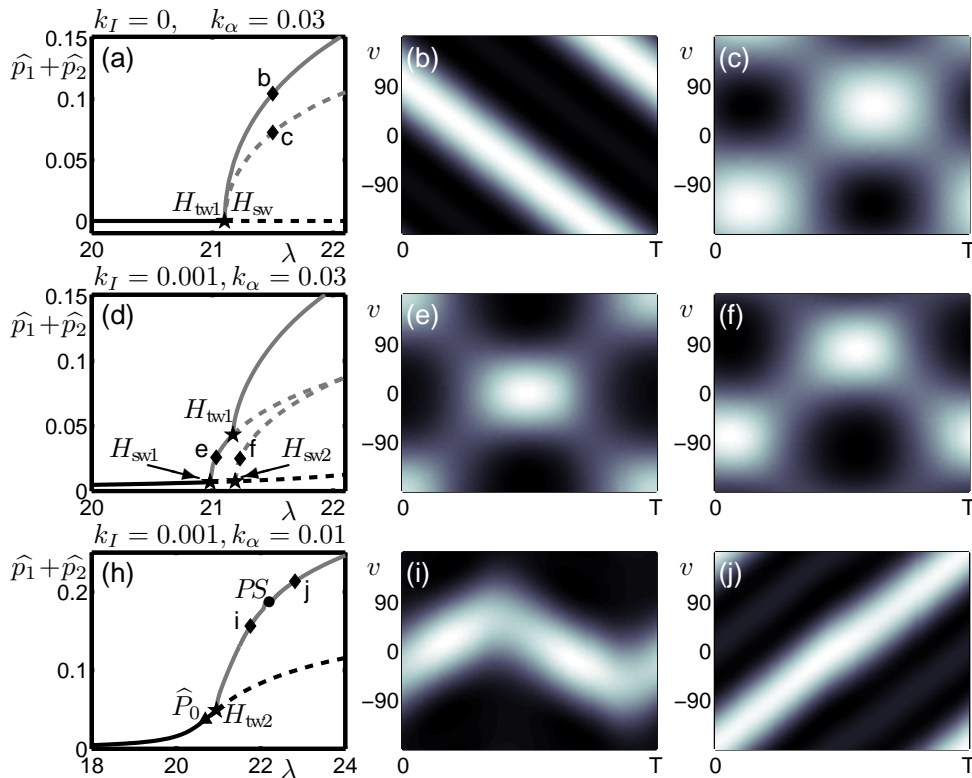 k_I = 0, k_α = 0.03
0.15
p̂1+p̂2
0.1
0.05
0
(a)
b
c
H_tw1 H_sw
20 21 λ 22
v
90
0
−90
(b)
0 T
v
90
0
−90
(c)
0 T
k_I = 0.001, k_α = 0.03
0.15
p̂1+p̂2
0.1
0.05
0
(d)
H_tw1
e
f
H_sw1
H_sw2
20 21 λ 22
v
90
0
−90
(e)
0 T
v
90
0
−90
(f)
0 T
k_I = 0.001, k_α = 0.01
p̂1+p̂2
0.2
0.1
0
(h)
PS
j
i
P̂0
H_tw2
18 20 λ 22 24
v
90
0
−90
(i)
0 T
v
90
0
−90
(j)
0 T